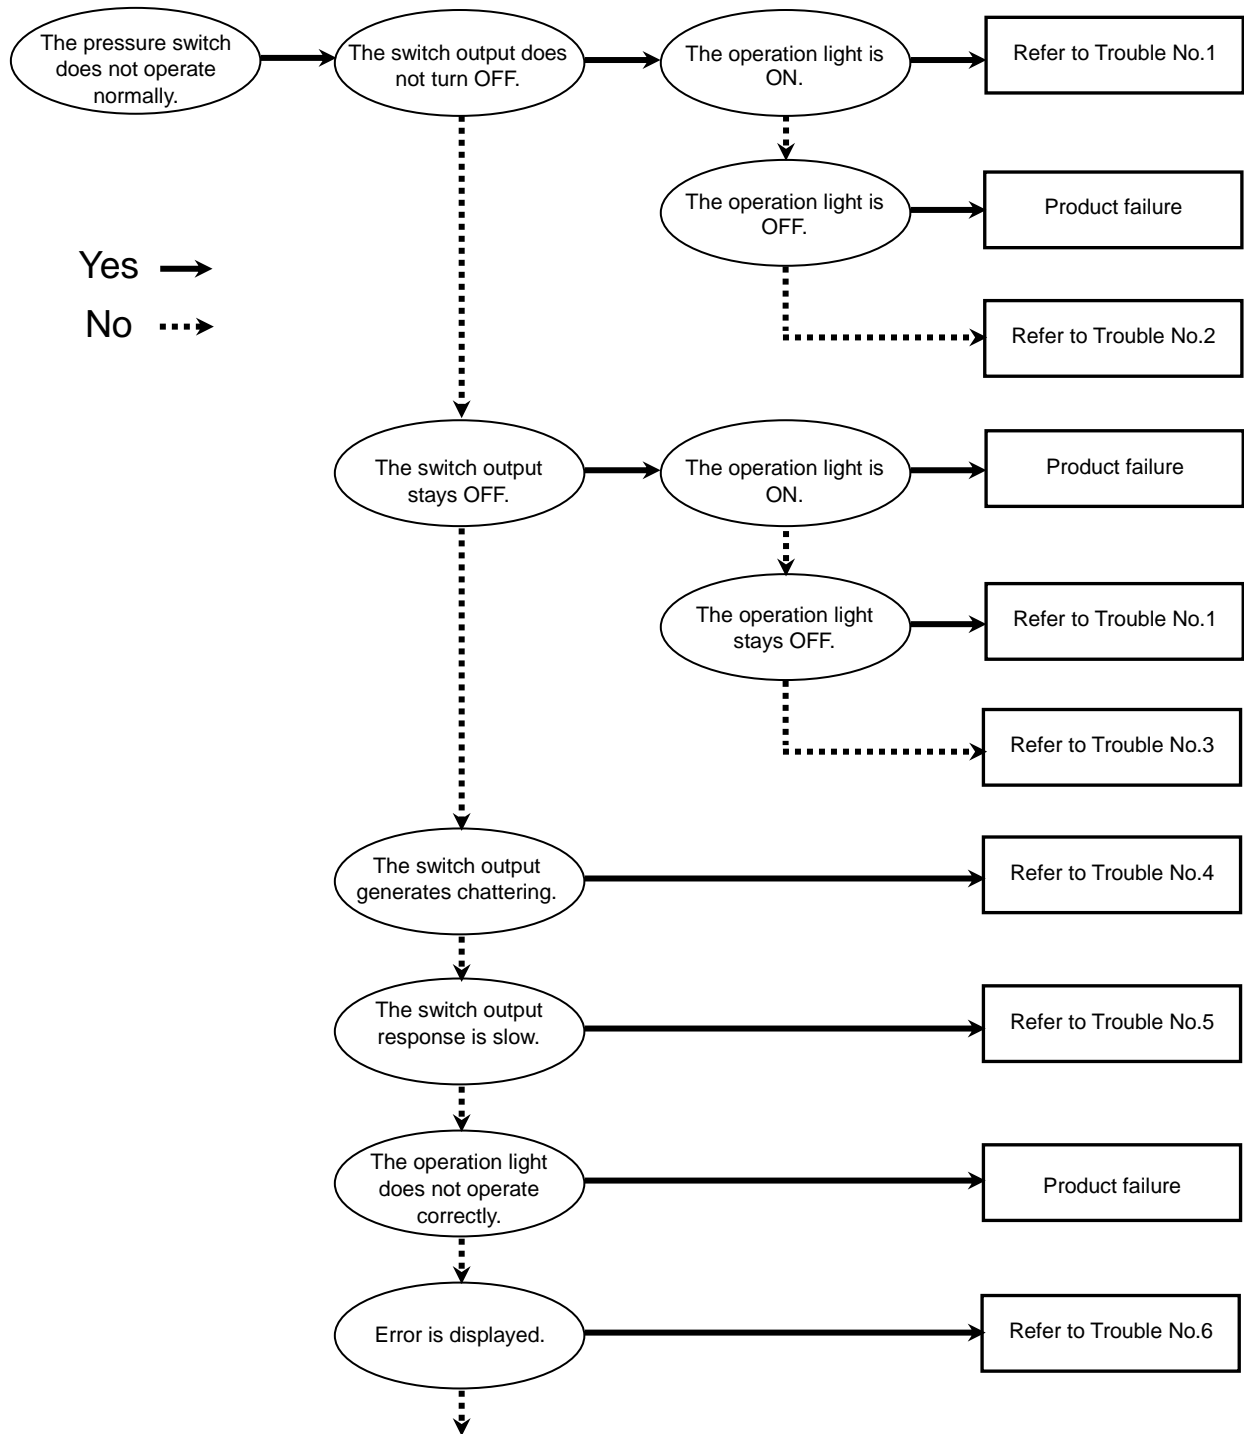 The pressure switch
does not operate
normally.
The switch output does
not turn OFF.
The operation light is
ON.
Refer to Trouble No.1
The operation light is
OFF.
Product failure
Yes
No
Refer to Trouble No.2
The switch output
stays OFF.
The operation light is
ON.
Product failure
The operation light
stays OFF.
Refer to Trouble No.1
Refer to Trouble No.3
The switch output
generates chattering.
Refer to Trouble No.4
The switch output
response is slow.
Refer to Trouble No.5
The operation light
does not operate
correctly.
Product failure
Error is displayed.
Refer to Trouble No.6